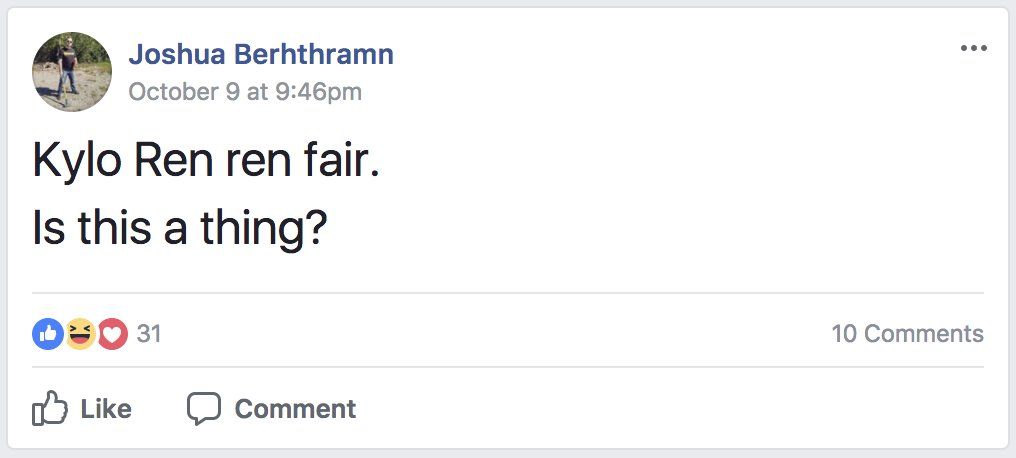 Joshua Berhthramn
October 9 at 9:46pm
Kylo Ren ren fair.
Is this a thing?
31
10 Comments
Like
Comment